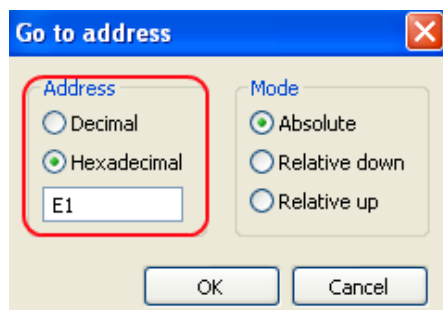 Go to address
Address
Decimal
Hexadecimal
E1
Mode
Absolute
Relative down
Relative up
OK
Cancel